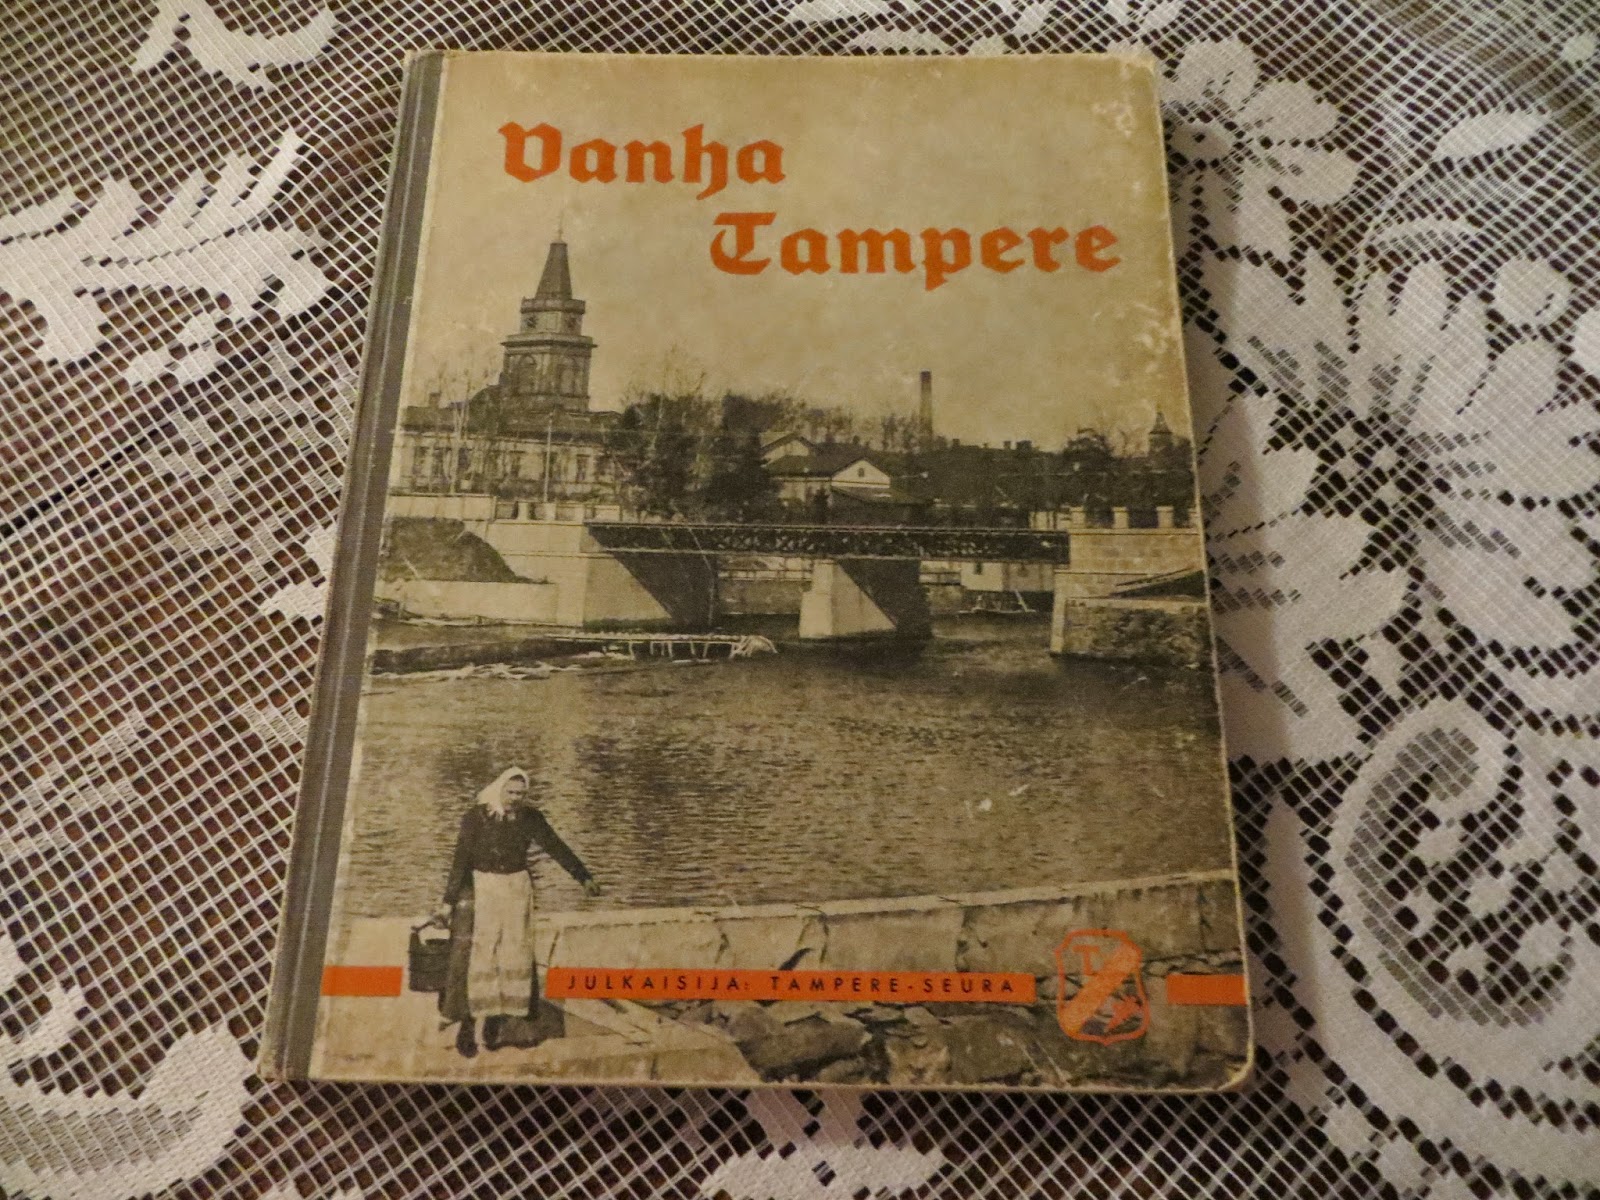 Vanha
Tampere
JULKAISIJA: TAMPERE-SEURA
T